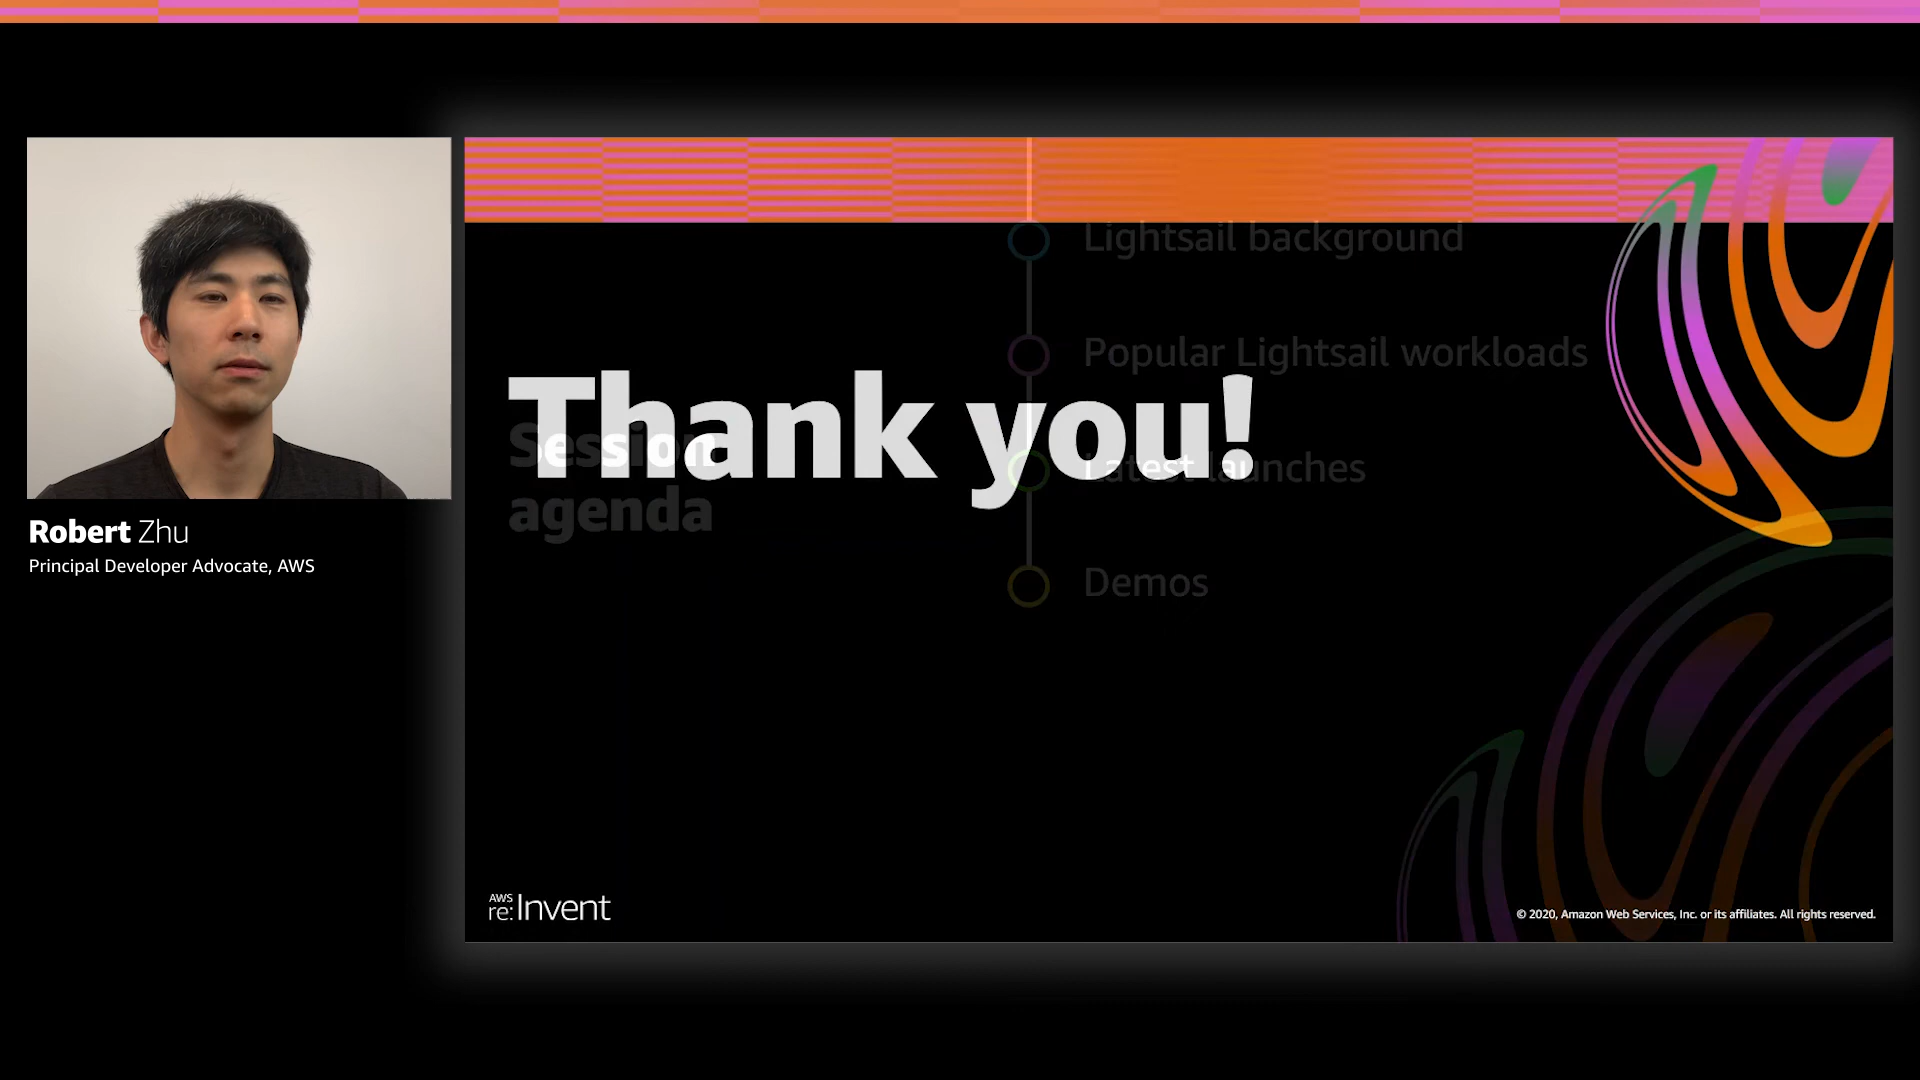 Robert Zhu
Principal Developer Advocate, AWS
Thank you!
Session
agenda
Lightsail background
Popular Lightsail workloads
Latest launches
Demos
AWS
re:Invent
© 2020, Amazon Web Services, Inc. or its affiliates. All rights reserved.